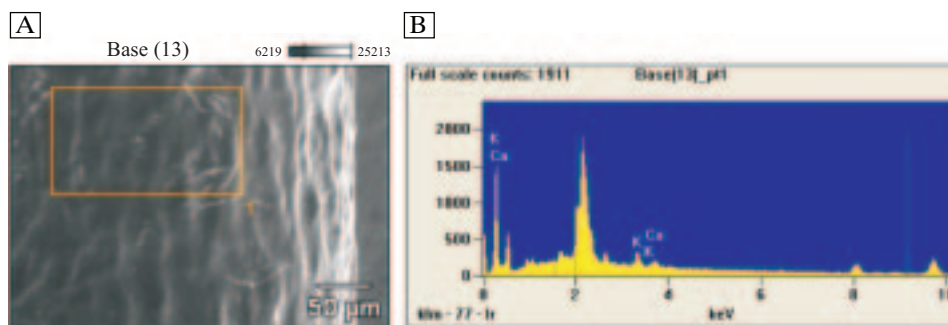 A
Base (13)
6219
25213
50 µm
B
Full scale counts: 1911
Base(13)_pt1
2000
1500
1000
500
0
K
Ca
K
Ca
K
0
2
4
6
8
10
keV